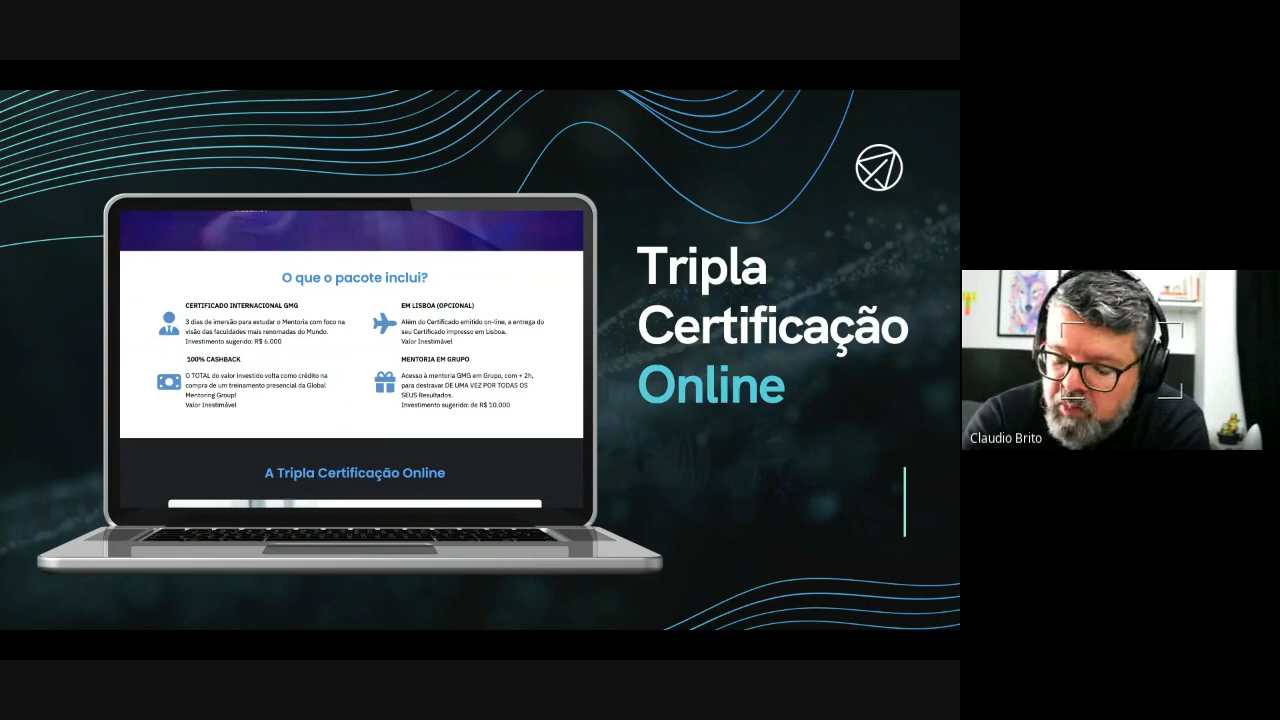 O que o pacote inclui?
CERTIFICADO INTERNACIONAL GMG
3 dias de imersão para estudar o Mentoria com foco na
visão das faculdades mais renomadas do Mundo.
Investimento sugerido: R$ 6.000
EM LISBOA (OPCIONAL)
Além do Certificado emitido on-line, a entrega do
seu Certificado impresso em Lisboa.
Valor Inestimável
100% CASHBACK
O TOTAL do valor investido volta como crédito na
compra de um treinamento presencial da Global
Mentoring Group!
Valor Inestimável
MENTORIA EM GRUPO
Acesso à mentoria GMG em Grupo, com + 2h,
para destravar DE UMA VEZ POR TODAS OS
SEUS Resultados.
Investimento sugerido: de R$ 10.000
A Tripla Certificação Online
Tripla
Certificação
Online
Claudio Brito